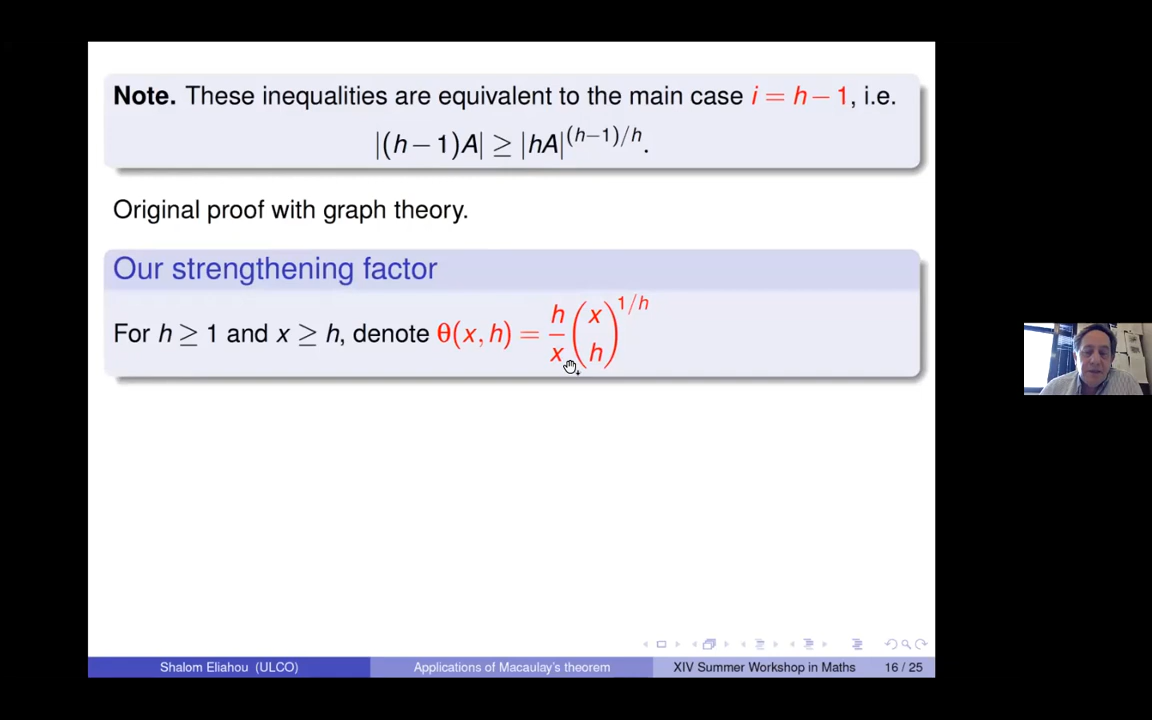 Note. These inequalities are equivalent to the main case i = h − 1, i.e.
|(h − 1)A| ≥ |hA|^{(h−1)/h}.
Original proof with graph theory.
Our strengthening factor
For h ≥ 1 and x ≥ h, denote θ(x, h) = \frac{h}{x} \binom{x}{h}^{1/h}
Shalom Eliahou (ULCO) Applications of Macaulay's theorem XIV Summer Workshop in Maths 16 / 25